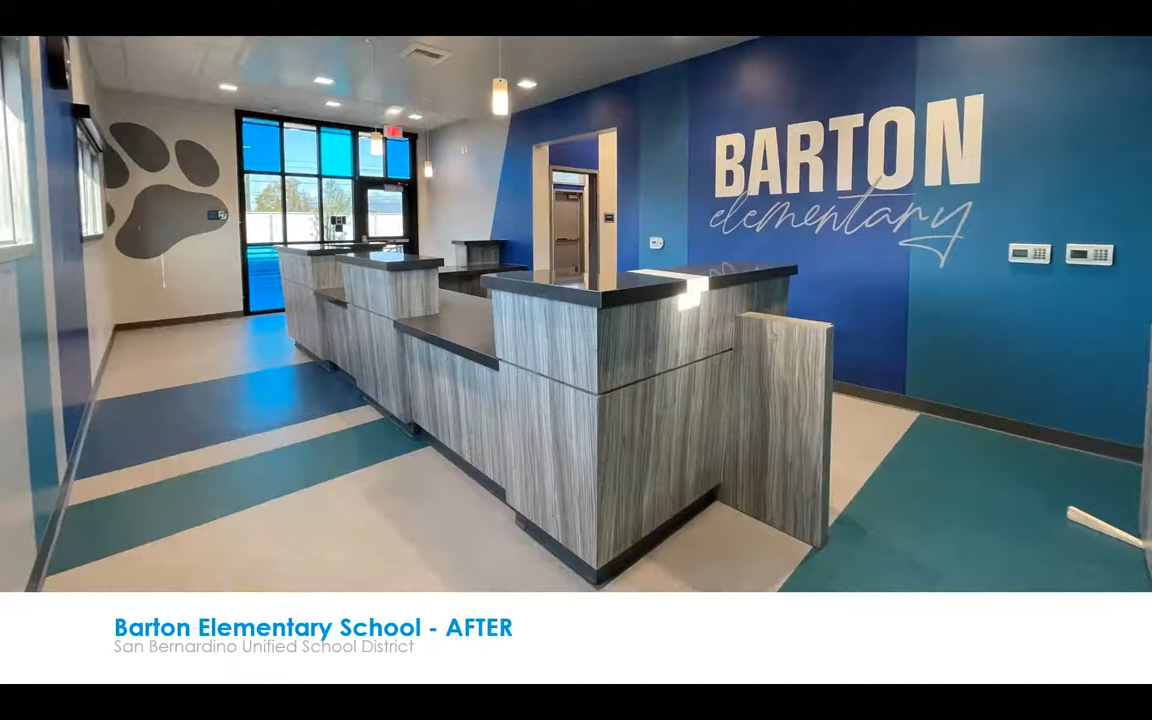 BARTON
elementary
Barton Elementary School - AFTER
San Bernardino Unified School District